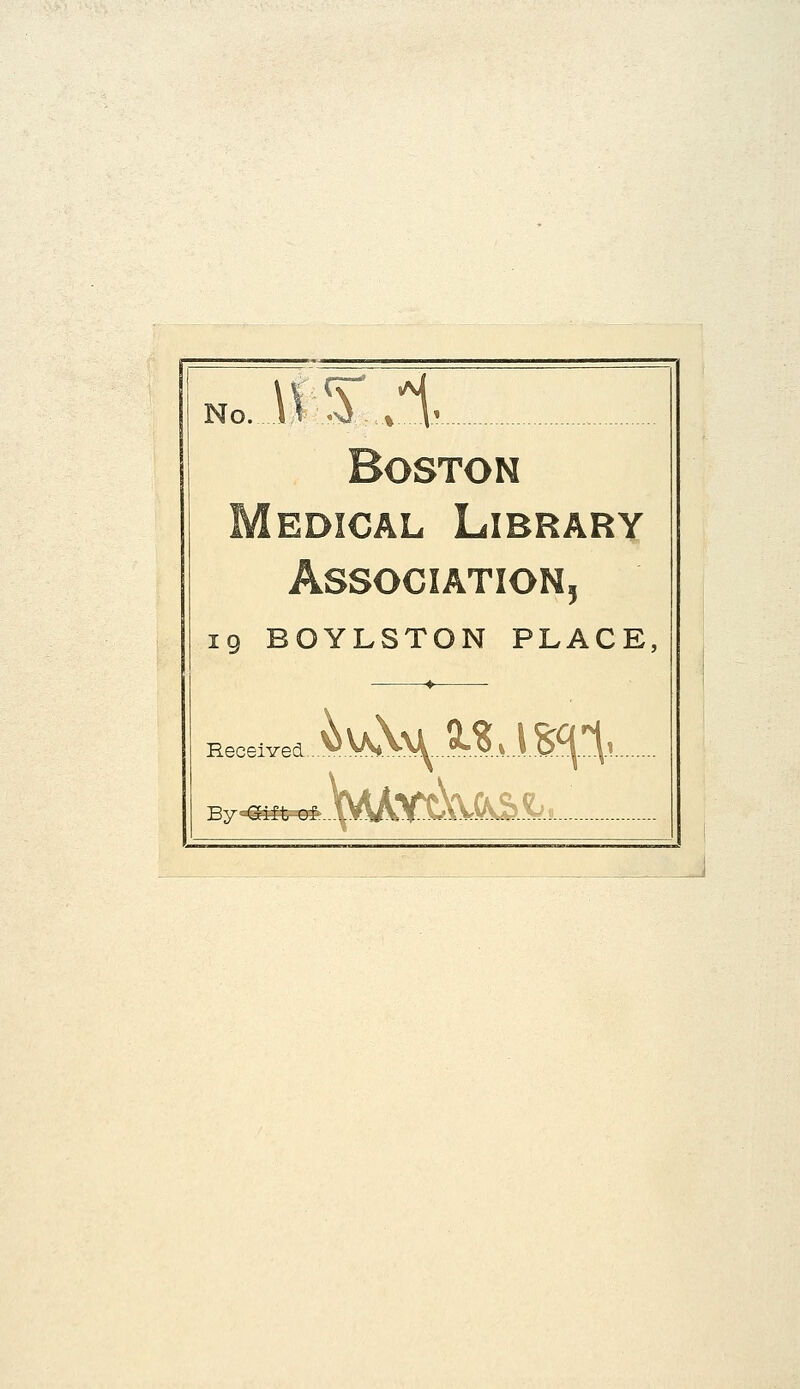 No.
BOSTON
MEDICAL LIBRARY
ASSOCIATION,
19 BOYLSTON PLACE,
Received July 28, 1897.
By Gift of Purchase.